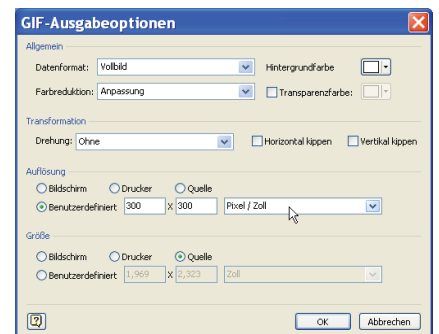 GIF-Ausgabeoptionen
Allgemein
Datenformat: Vollbild Hintergrundfarbe
Farbreduktion: Anpassung Transparenzfarbe:
Transformation
Drehung: Ohne Horizontal kippen Vertikal kippen
Auflösung
Bildschirm Drucker Quelle
Benutzerdefiniert 300 x 300 Pixel / Zoll
Größe
Bildschirm Drucker Quelle
Benutzerdefiniert 1,969 x 2,323 Zoll
? OK Abbrechen